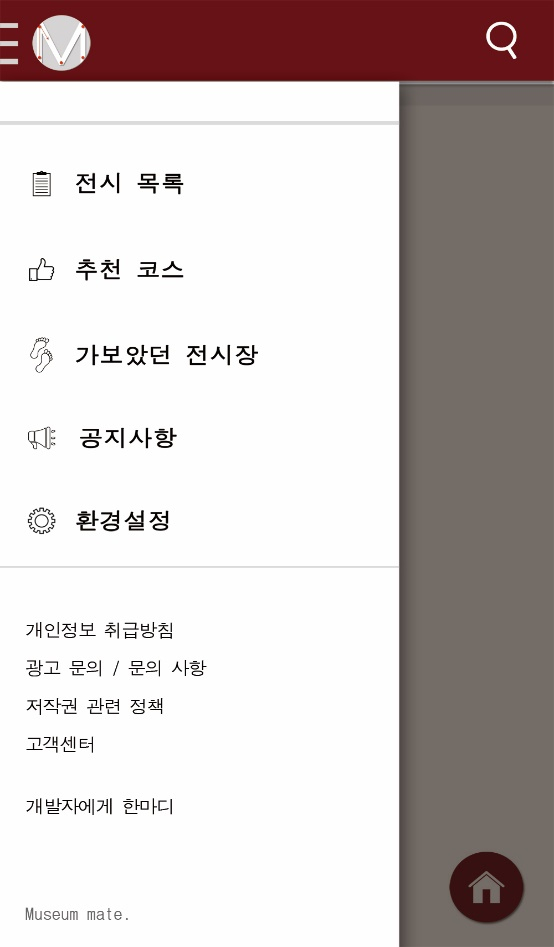 M
전시 목록
추천 코스
가보았던 전시장
공지사항
환경설정
개인정보 취급방침
광고 문의 / 문의 사항
저작권 관련 정책
고객센터
개발자에게 한마디
Museum mate.